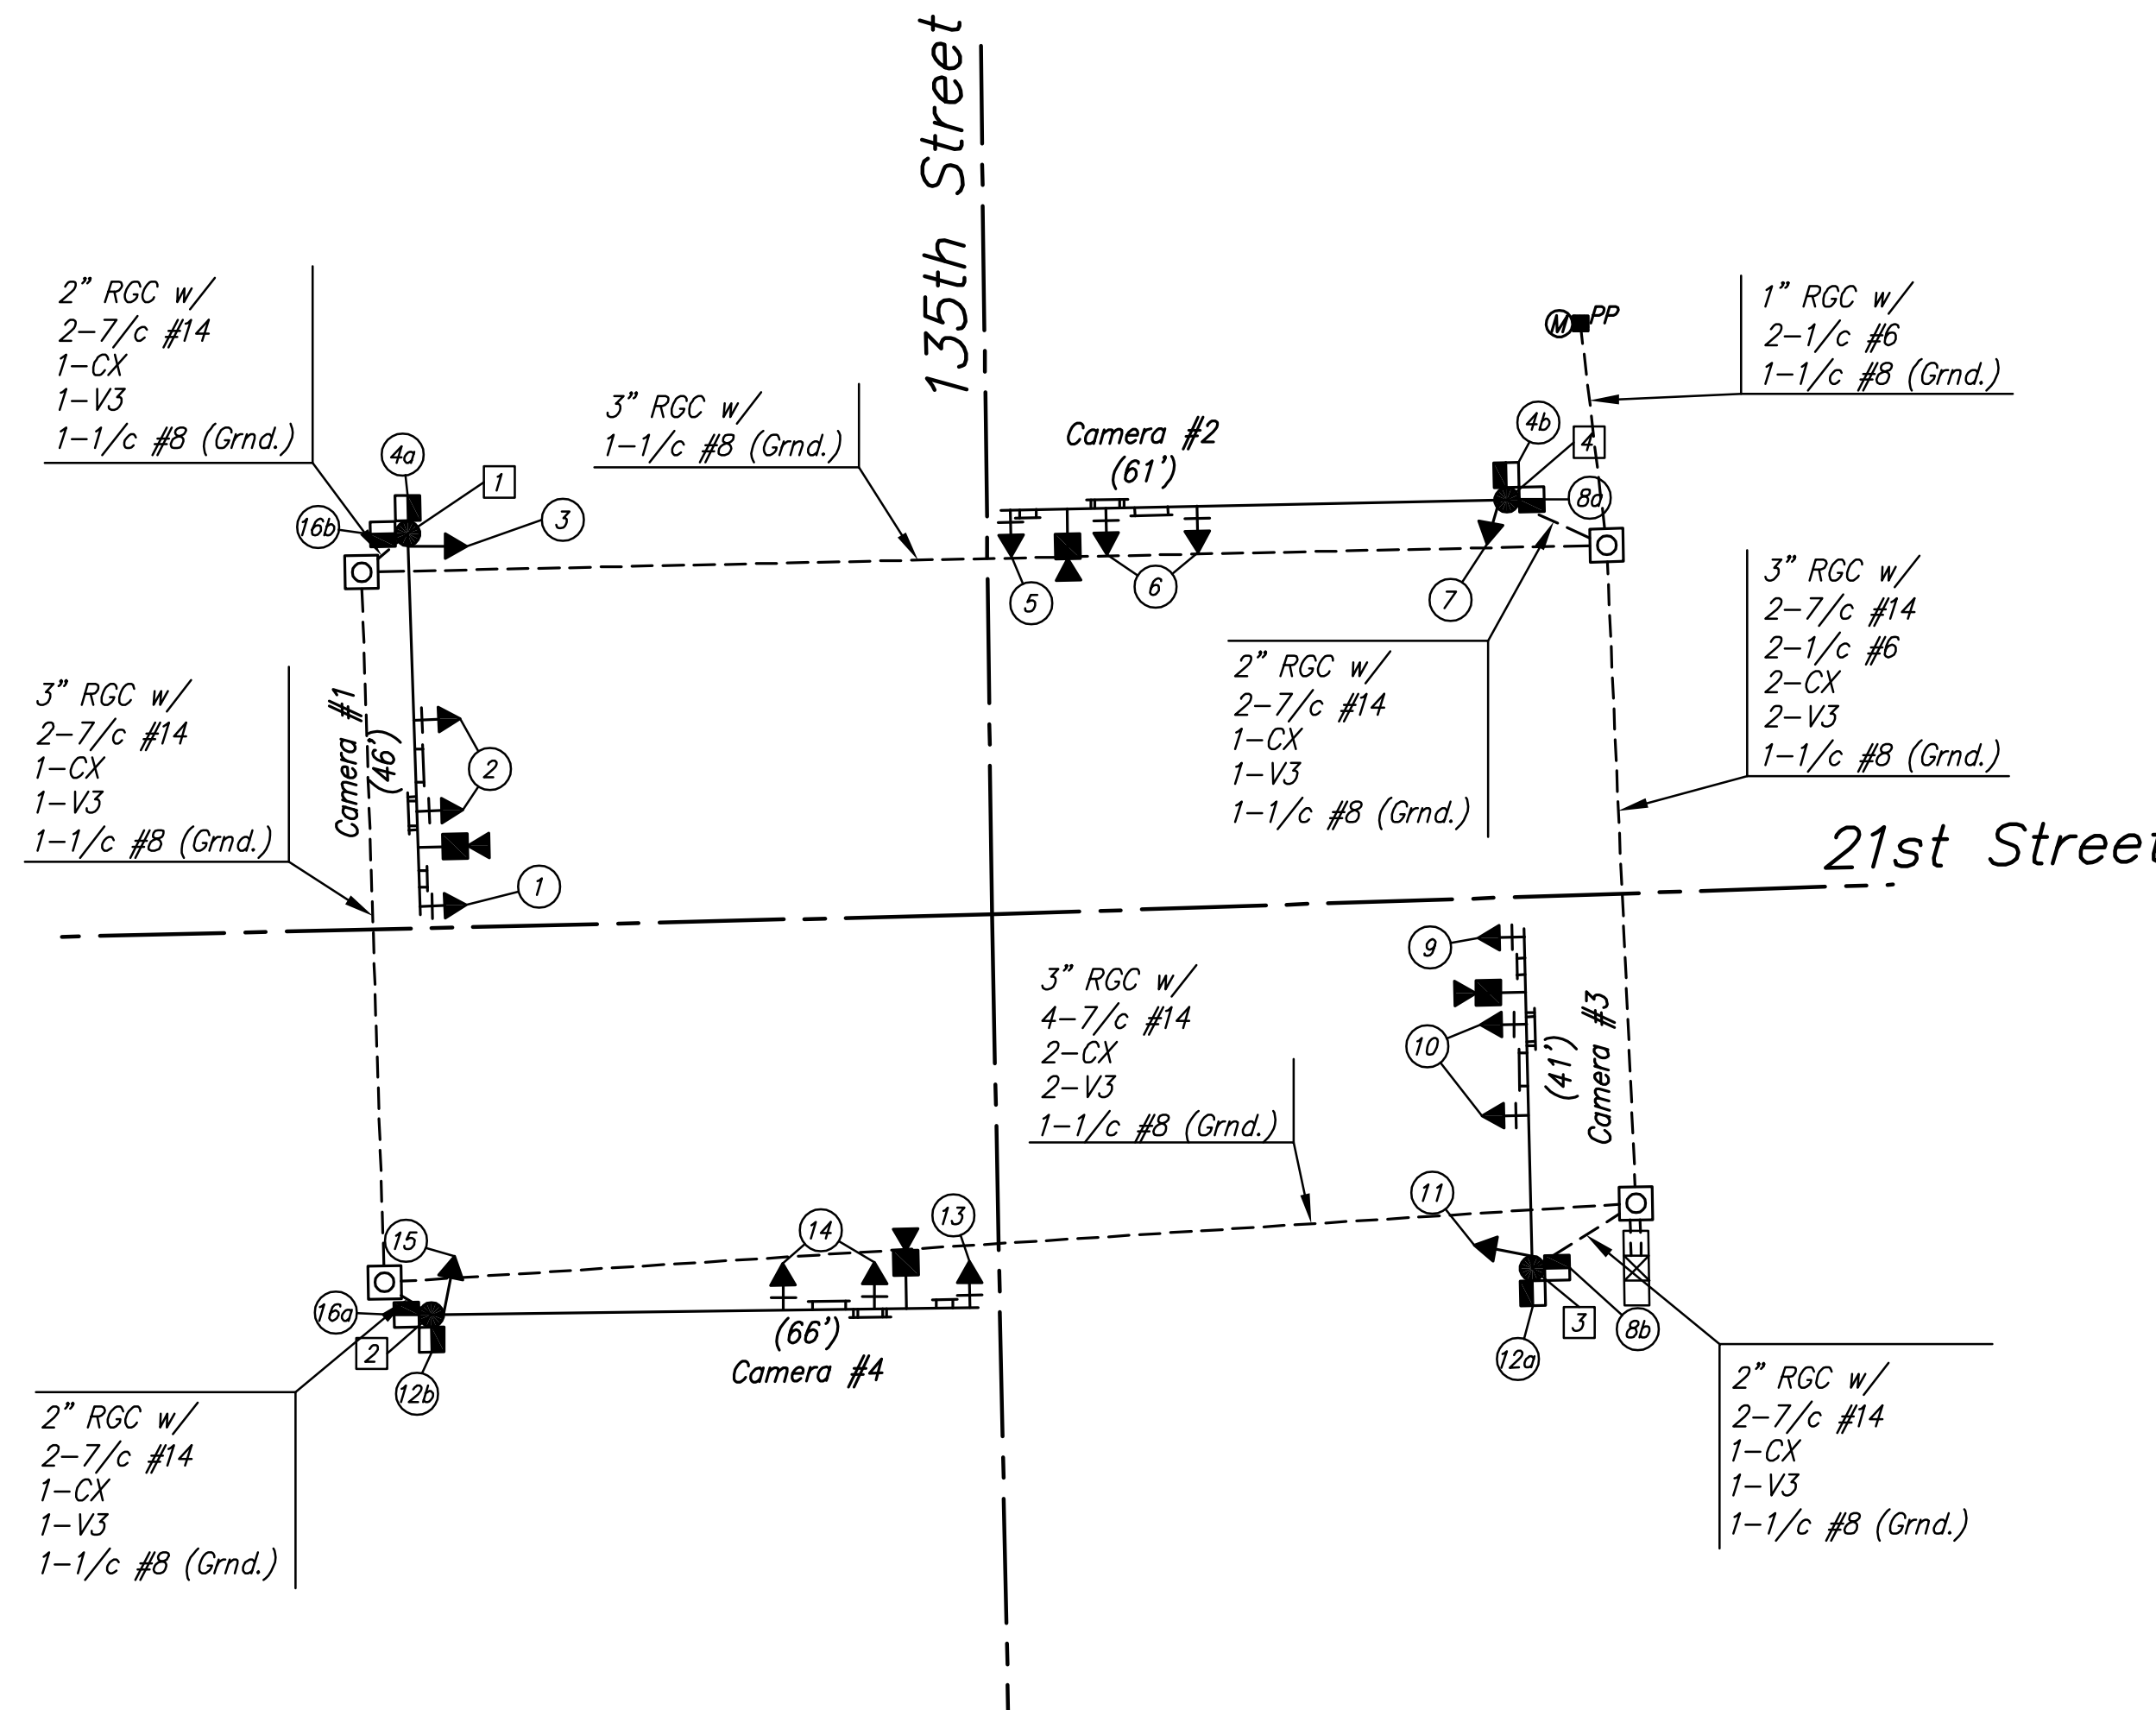 135th Street
21st Street
2" RGC w/
2-7/c #14
1-CX
1-V3
1-1/c #8 (Grnd.)
3" RGC w/
1-1/c #8 (Grnd.)
Camera #2
(61')
M
PP
1" RGC w/
2-1/c #6
1-1/c #8 (Grnd.)
4a
1
16b
3
4b
4
8a
5
6
7
3" RGC w/
2-7/c #14
2-1/c #6
2-CX
2-V3
1-1/c #8 (Grnd.)
2" RGC w/
2-7/c #14
1-CX
1-V3
1-1/c #8 (Grnd.)
3" RGC w/
2-7/c #14
1-CX
1-V3
1-1/c #8 (Grnd.)
Camera #1
(46')
2
1
9
10
(41')
Camera #3
3" RGC w/
4-7/c #14
2-CX
2-V3
1-1/c #8 (Grnd.)
11
15
14
13
16a
2
12b
(66')
Camera #4
3
8b
12a
2" RGC w/
2-7/c #14
1-CX
1-V3
1-1/c #8 (Grnd.)
2" RGC w/
2-7/c #14
1-CX
1-V3
1-1/c #8 (Grnd.)